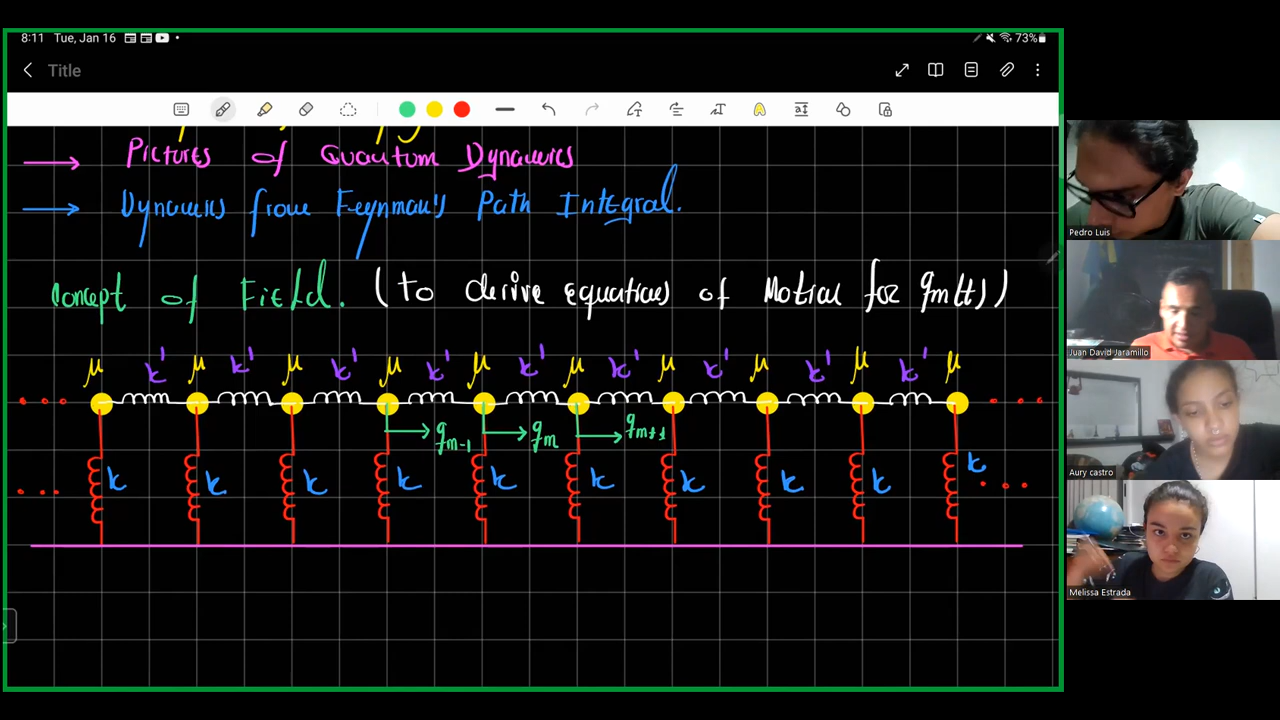 8:11 Tue, Jan 16
73%
Title
→ Pictures of Quantum Dynamics
→ Dynamics from Feynman's Path Integral.
Concept of Field. (to derive equations of Motion for qm(t))
μ μ μ μ μ μ μ μ μ μ
k' k' k' k' k' k' k' k' k'
qm-1 qm qm+1
k k k k k k k k k k
Pedro Luis
Juan David Jaramillo
Aury castro
Melissa Estrada